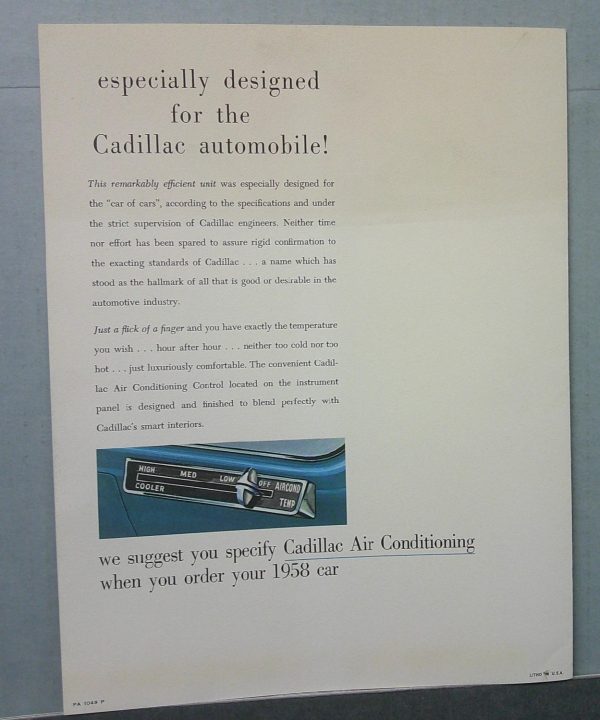 especially designed
for the
Cadillac automobile!
This remarkably efficient unit was especially designed for
the "car of cars", according to the specifications and under
the strict supervision of Cadillac engineers. Neither time
nor effort has been spared to assure rigid confirmation to
the exacting standards of Cadillac . . . a name which has
stood as the hallmark of all that is good or desirable in the
automotive industry.
Just a flick of a finger and you have exactly the temperature
you wish . . . hour after hour . . . neither too cold nor too
hot . . . just luxuriously comfortable. The convenient Cadil-
lac Air Conditioning Control located on the instrument
panel is designed and finished to blend perfectly with
Cadillac's smart interiors.
HIGH MED LOW OFF AIRCOND
COOLER TEMP
we suggest you specify Cadillac Air Conditioning
when you order your 1958 car
PA 1049 P
LITHO IN U.S.A.